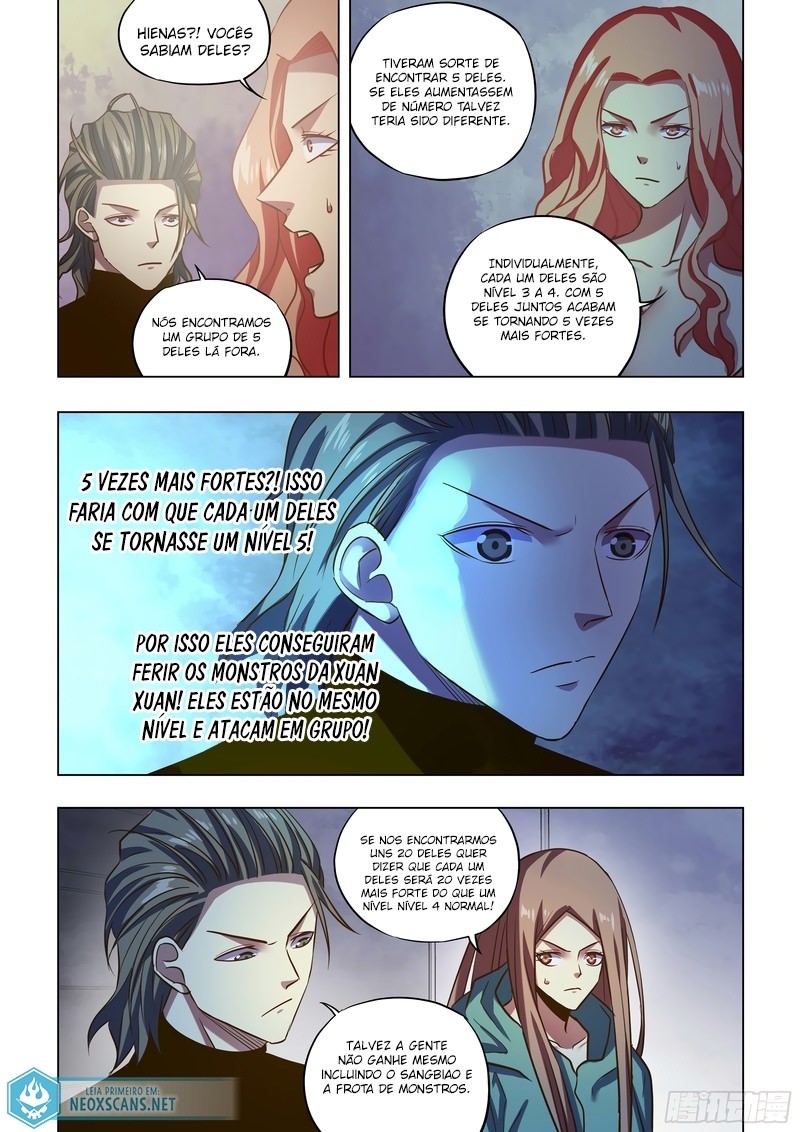 HIENAS?! VOCÊS
SABIAM DELES?
NÓS ENCONTRAMOS
UM GRUPO DE 5
DELES LÁ FORA.
TIVERAM SORTE DE
ENCONTRAR 5 DELES.
SE ELES AUMENTASSEM
DE NÚMERO TALVEZ
TERIA SIDO DIFERENTE.
INDIVIDUALMENTE,
CADA UM DELES SÃO
NÍVEL 3 A 4. COM 5
DELES JUNTOS ACABAM
SE TORNANDO 5 VEZES
MAIS FORTES.
5 VEZES MAIS FORTES?! ISSO
FARIA COM QUE CADA UM DELES
SE TORNASSE UM NÍVEL 5!
POR ISSO ELES CONSEGUIRAM
FERIR OS MONSTROS DA XUAN
XUAN! ELES ESTÃO NO MESMO
NÍVEL E ATACAM EM GRUPO!
SE NOS ENCONTRARMOS
UNS 20 DELES QUER
DIZER QUE CADA UM
DELES SERÁ 20 VEZES
MAIS FORTE DO QUE UM
NÍVEL NÍVEL 4 NORMAL!
TALVEZ A GENTE
NÃO GANHE MESMO
INCLUINDO O SANGBIAO E
A FROTA DE MONSTROS.
LEIA PRIMEIRO EM:
NEOXSCANS.NET
腾讯动漫